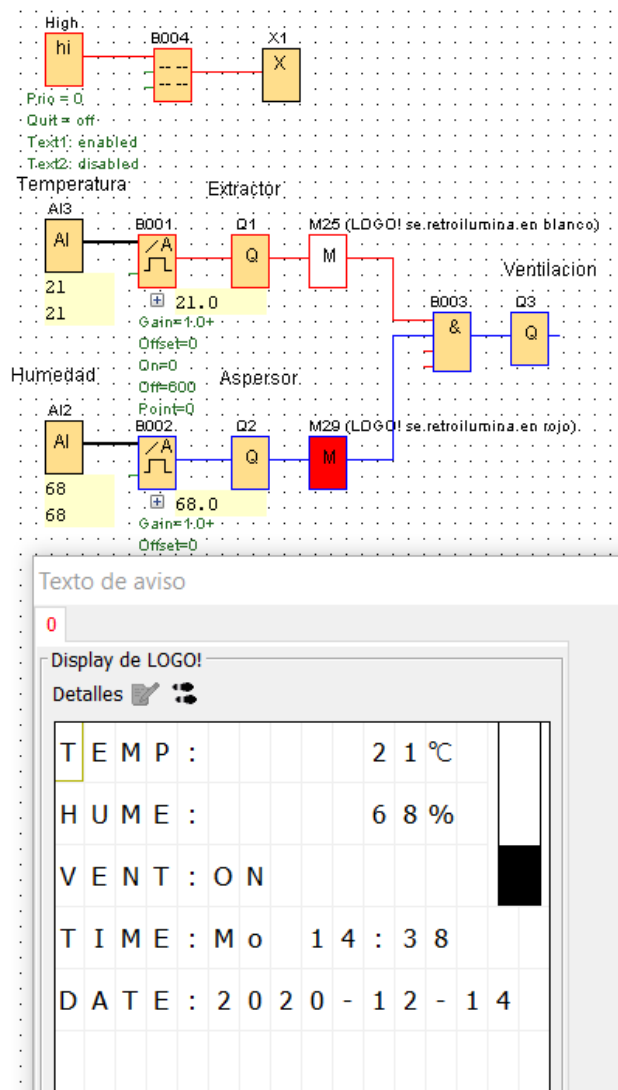 High
hi
B004
X1
X
Prio = 0
Quit = off
Text1: enabled
Text2: disabled
Temperatura
Extractor
AI3
B001
Q1
M25 (LOGO! se retroilumina en blanco)
AI
/A
Q
M
Ventilacion
21
21
21.0
B003
Q3
&
Q
Gain=1.0+
Offset=0
On=0
Off=600
Point=0
Humedad
Aspersor
AI2
B002
Q2
M29 (LOGO! se retroilumina en rojo)
AI
/A
Q
M
68
68
68.0
Gain=1.0+
Offset=0
Texto de aviso
0
Display de LOGO!
Detalles
TEMP: 21°C
HUME: 68%
VENT:ON
TIME:Mo 14:38
DATE:2020-12-14